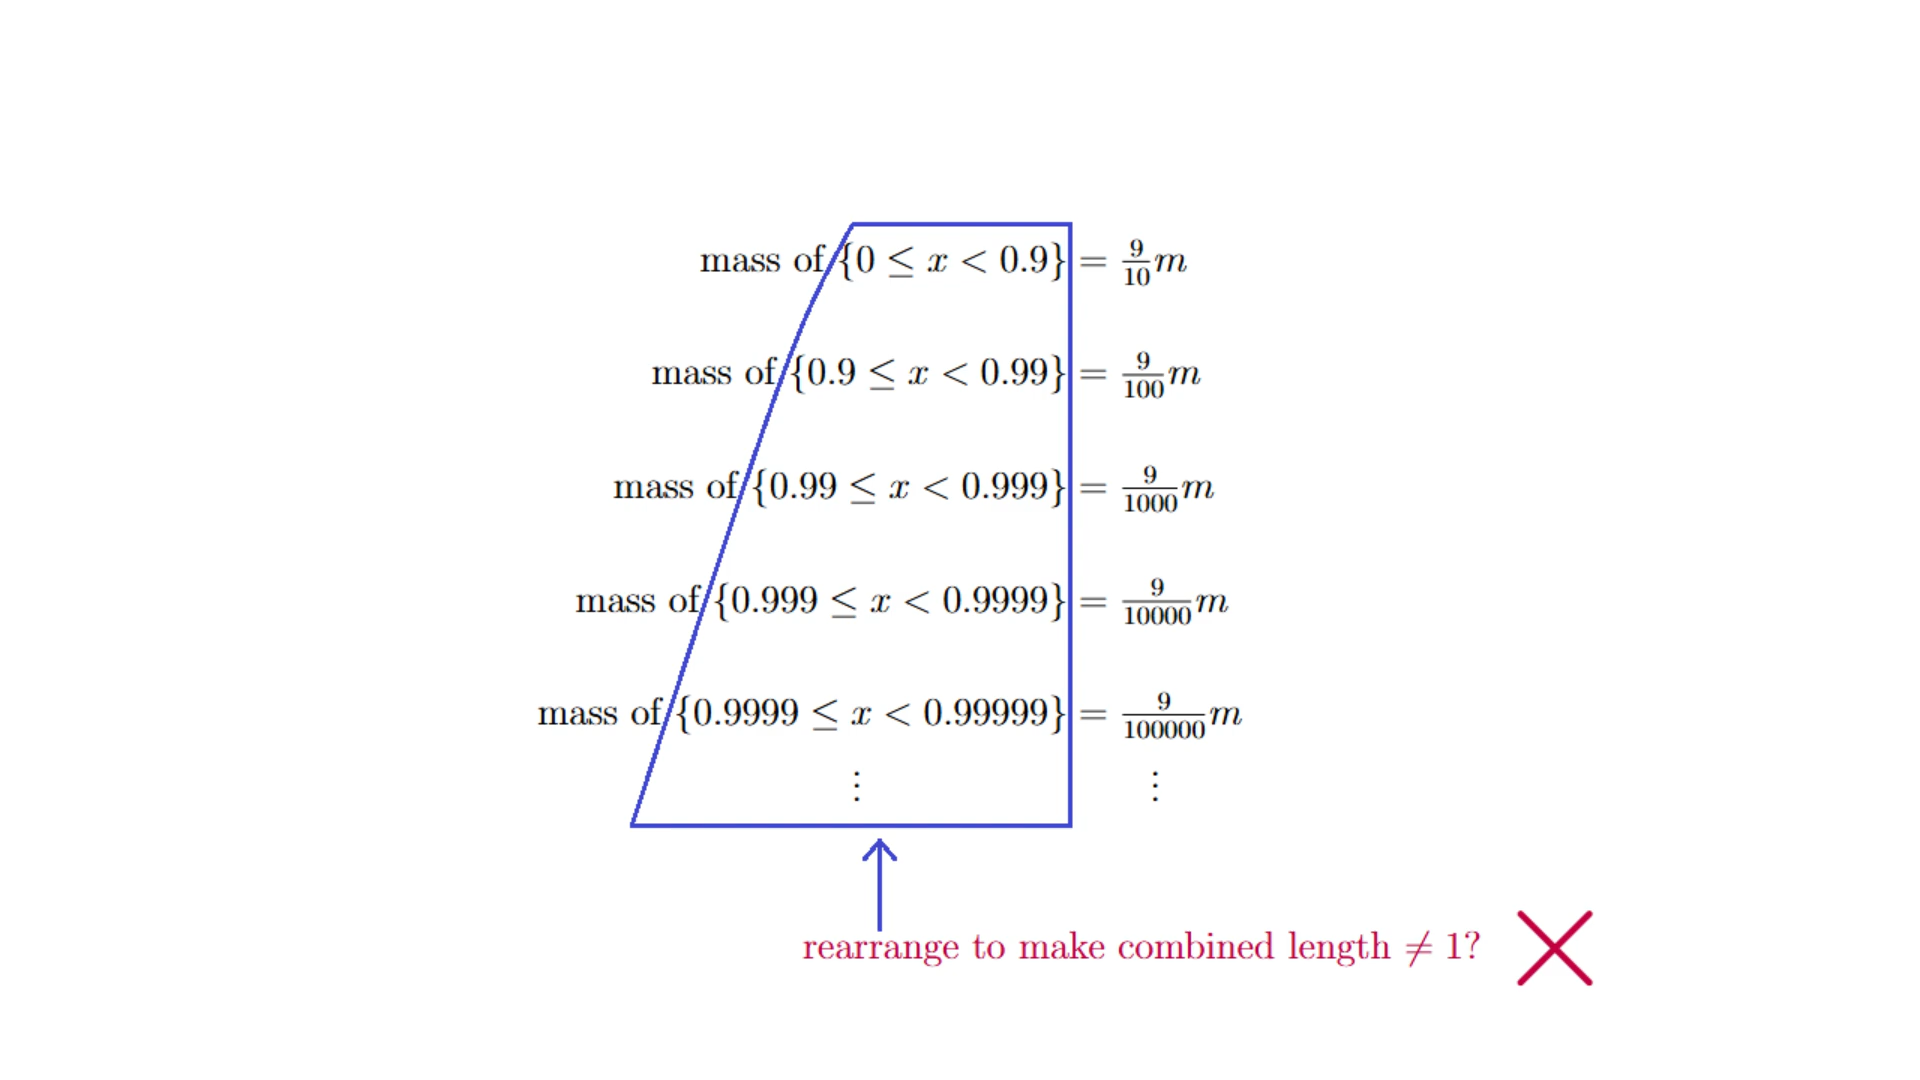 mass of {0 ≤ x < 0.9} = 9/10 m
mass of {0.9 ≤ x < 0.99} = 9/100 m
mass of {0.99 ≤ x < 0.999} = 9/1000 m
mass of {0.999 ≤ x < 0.9999} = 9/10000 m
mass of {0.9999 ≤ x < 0.99999} = 9/100000 m
⋮ ⋮
rearrange to make combined length ≠ 1?